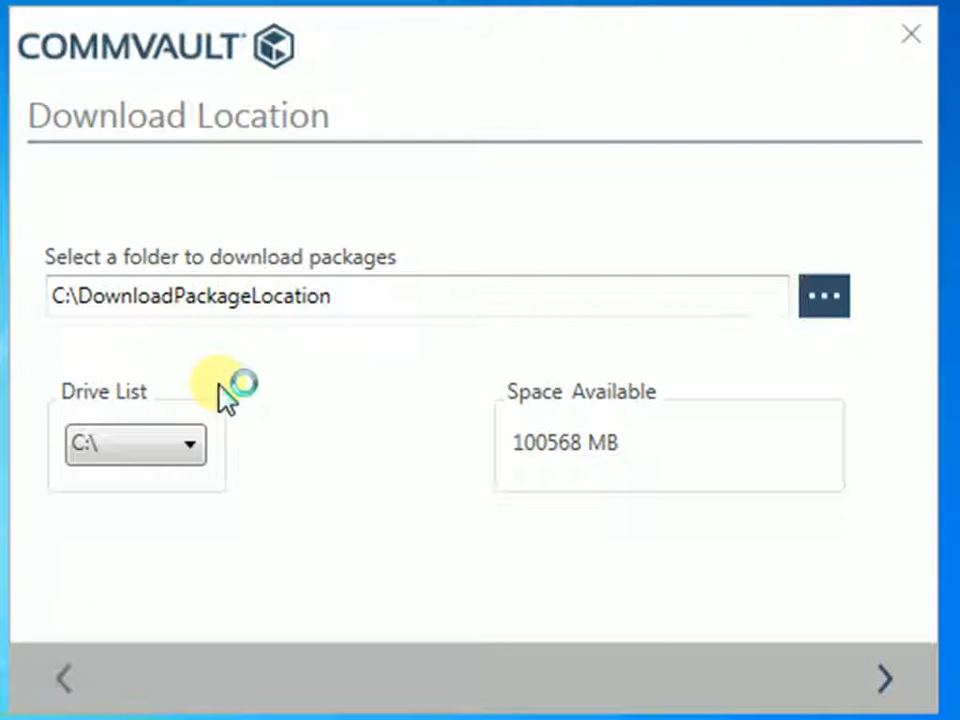 COMMVAULT
Download Location
Select a folder to download packages
C:\DownloadPackageLocation
...
Drive List
C:\
Space Available
100568 MB